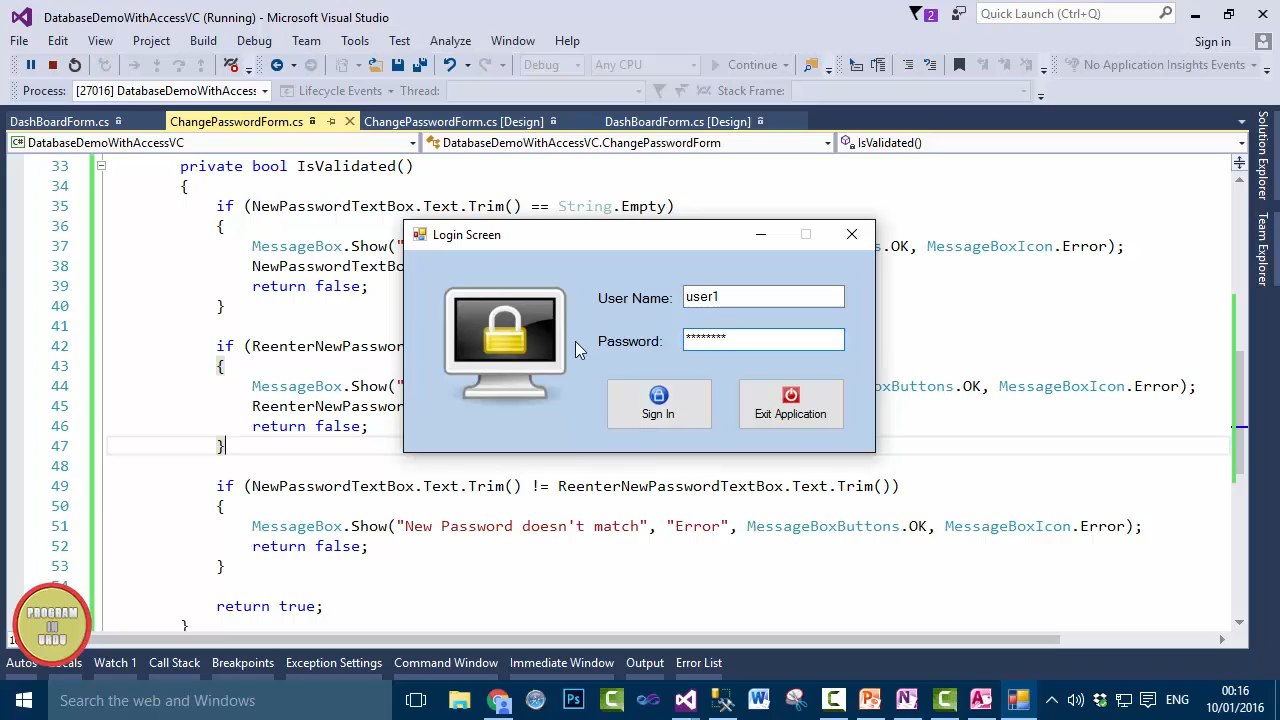 DatabaseDemoWithAccessVC (Running) - Microsoft Visual Studio
2
Quick Launch (Ctrl+Q)
File Edit View Project Build Debug Team Tools Test Analyze Window Help
Sign in
Debug Any CPU Continue No Application Insights Events
Process: [27016] DatabaseDemoWithAccess Lifecycle Events Thread: Stack Frame:
DashBoardForm.cs ChangePasswordForm.cs ChangePasswordForm.cs [Design] DashBoardForm.cs [Design]
DatabaseDemoWithAccessVC DatabaseDemoWithAccessVC.ChangePasswordForm IsValidated()
33 private bool IsValidated()
34 {
35 if (NewPasswordTextBox.Text.Trim() == String.Empty)
36 {
37 MessageBox.Show(" .OK, MessageBoxIcon.Error);
38 NewPasswordTextBo
39 return false;
40 }
41
42 if (ReenterNewPasswor
43 {
44 MessageBox.Show(" oxButtons.OK, MessageBoxIcon.Error);
45 ReenterNewPasswor
46 return false;
47 }
48
49 if (NewPasswordTextBox.Text.Trim() != ReenterNewPasswordTextBox.Text.Trim())
50 {
51 MessageBox.Show("New Password doesn't match", "Error", MessageBoxButtons.OK, MessageBoxIcon.Error);
52 return false;
53 }
return true;
}
Login Screen
User Name: user1
Password: ********
Sign In
Exit Application
Solution Explorer
Team Explorer
PROGRAM
IN
URDU
Autos Locals Watch 1 Call Stack Breakpoints Exception Settings Command Window Immediate Window Output Error List
Search the web and Windows
ENG
00:16
10/01/2016